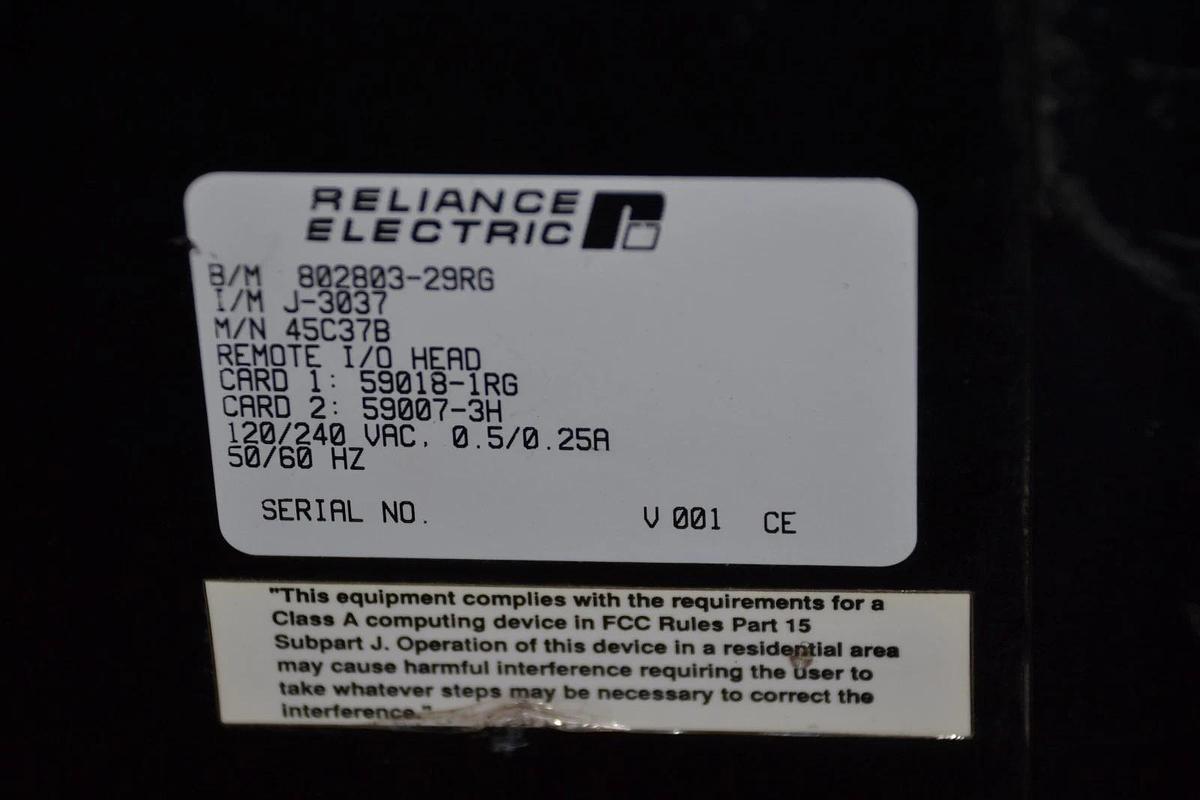 RELIANCE
ELECTRIC
B/M 802803-29RG
I/M J-3037
M/N 45C37B
REMOTE I/O HEAD
CARD 1: 59018-1RG
CARD 2: 59007-3H
120/240 VAC, 0.5/0.25A
50/60 HZ
SERIAL NO. V 001 CE
"This equipment complies with the requirements for a
Class A computing device in FCC Rules Part 15
Subpart J. Operation of this device in a residential area
may cause harmful interference requiring the user to
take whatever steps may be necessary to correct the
interference."